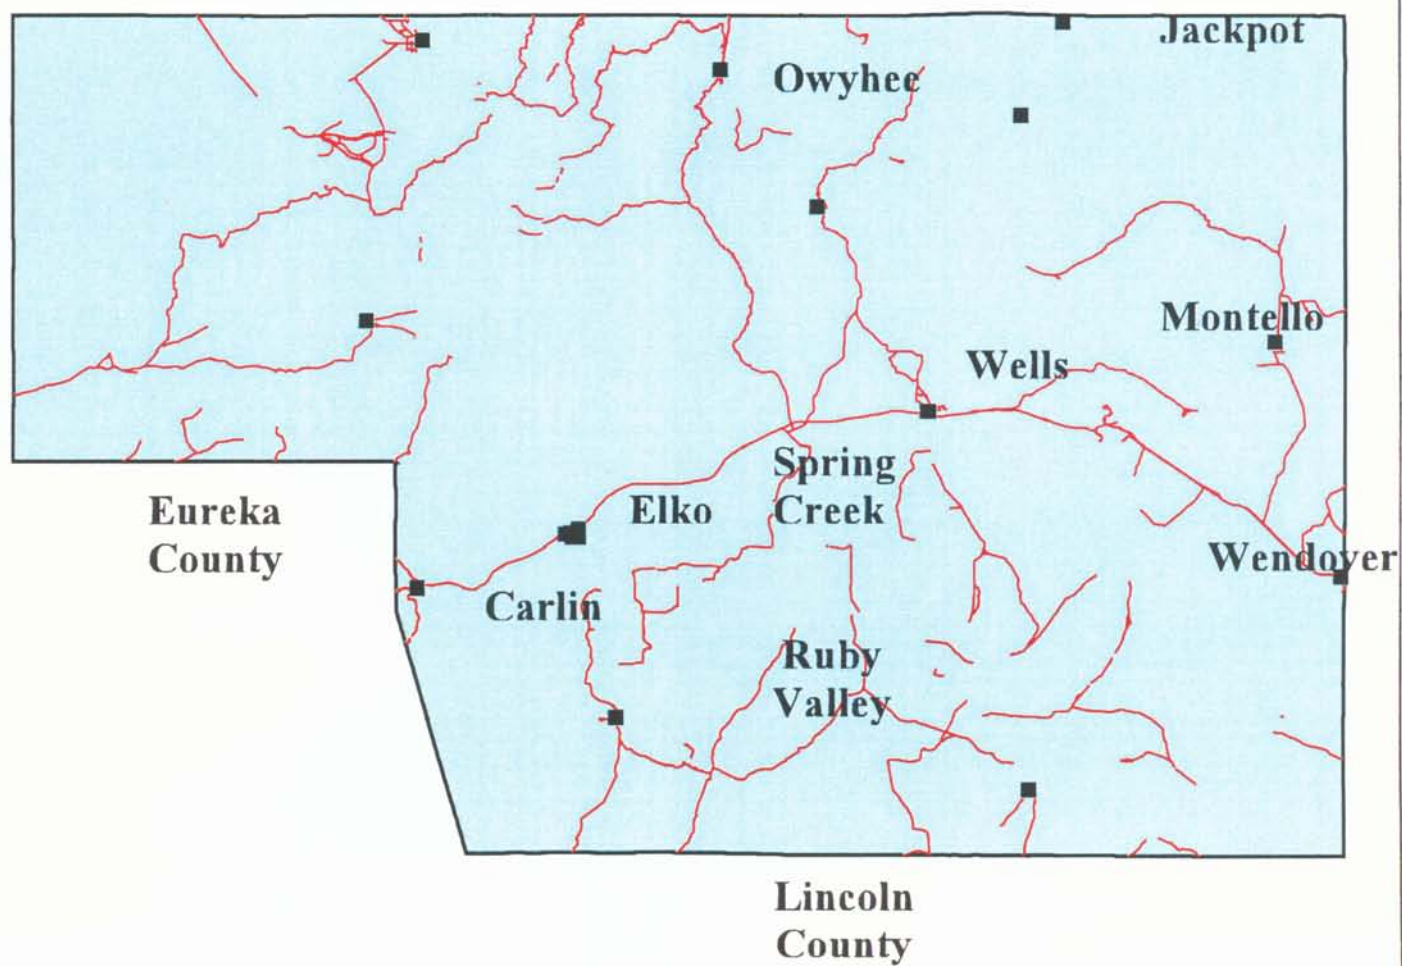 Jackpot
Owyhee
Montello
Wells
Spring
Creek
Elko
Eureka
County
Wendover
Carlin
Ruby
Valley
Lincoln
County